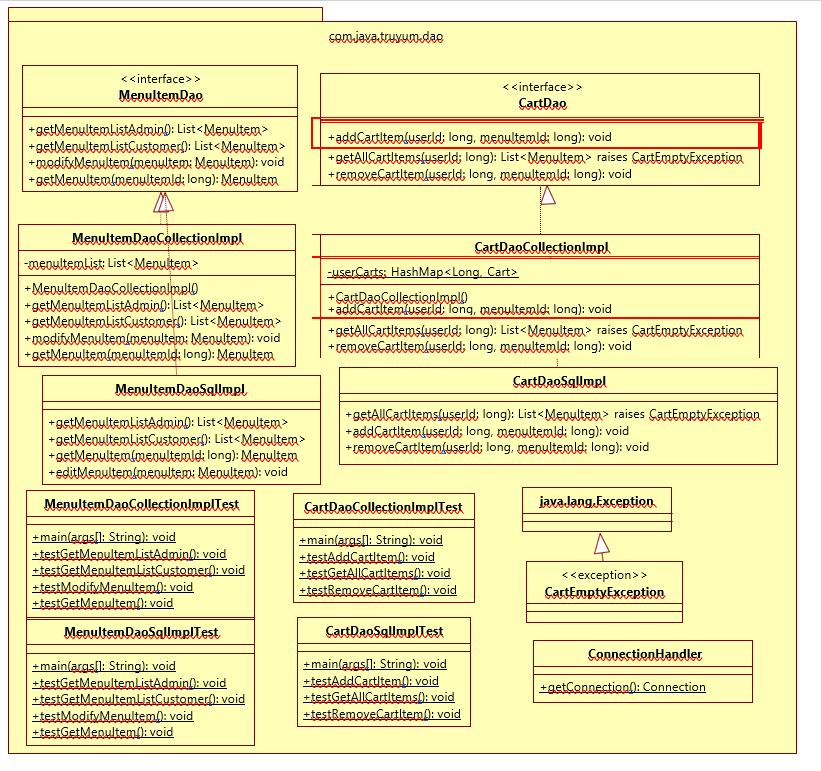 com.java.truyum.dao
<<interface>>
MenuItemDao
+getMenuItemListAdmin(): List<MenuItem>
+getMenuItemListCustomer(): List<MenuItem>
+modifyMenuItem(menuItem: MenuItem): void
+getMenuItem(menuItemId: long): MenuItem
<<interface>>
CartDao
+addCartItem(userId: long, menuItemId: long): void
+getAllCartItems(userId: long): List<MenuItem> raises CartEmptyException
+removeCartItem(userId: long, menuItemId: long): void
MenuItemDaoCollectionImpl
-menuItemList: List<MenuItem>
+MenuItemDaoCollectionImpl()
+getMenuItemListAdmin(): List<MenuItem>
+getMenuItemListCustomer(): List<MenuItem>
+modifyMenuItem(menuItem: MenuItem): void
+getMenuItem(menuItemId: long): MenuItem
CartDaoCollectionImpl
-userCarts: HashMap<Long, Cart>
+CartDaoCollectionImpl()
+addCartItem(userId: long, menuItemId: long): void
+getAllCartItems(userId: long): List<MenuItem> raises CartEmptyException
+removeCartItem(userId: long, menuItemId: long): void
MenuItemDaoSqlImpl
+getMenuItemListAdmin(): List<MenuItem>
+getMenuItemListCustomer(): List<MenuItem>
+getMenuItem(menuItemId: long): MenuItem
+editMenuItem(menuItem: MenuItem): void
CartDaoSqlImpl
+getAllCartItems(userId: long): List<MenuItem> raises CartEmptyException
+addCartItem(userId: long, menuItemId: long): void
+removeCartItem(userId: long, menuItemId: long): void
MenuItemDaoCollectionImplTest
+main(args[]: String): void
+testGetMenuItemListAdmin(): void
+testGetMenuItemListCustomer(): void
+testModifyMenuItem(): void
+testGetMenuItem(): void
CartDaoCollectionImplTest
+main(args[]: String): void
+testAddCartItem(): void
+testGetAllCartItems(): void
+testRemoveCartItem(): void
java.lang.Exception
<<exception>>
CartEmptyException
MenuItemDaoSqlImplTest
+main(args[]: String): void
+testGetMenuItemListAdmin(): void
+testGetMenuItemListCustomer(): void
+testModifyMenuItem(): void
+testGetMenuItem(): void
CartDaoSqlImplTest
+main(args[]: String): void
+testAddCartItem(): void
+testGetAllCartItems(): void
+testRemoveCartItem(): void
ConnectionHandler
+getConnection(): Connection